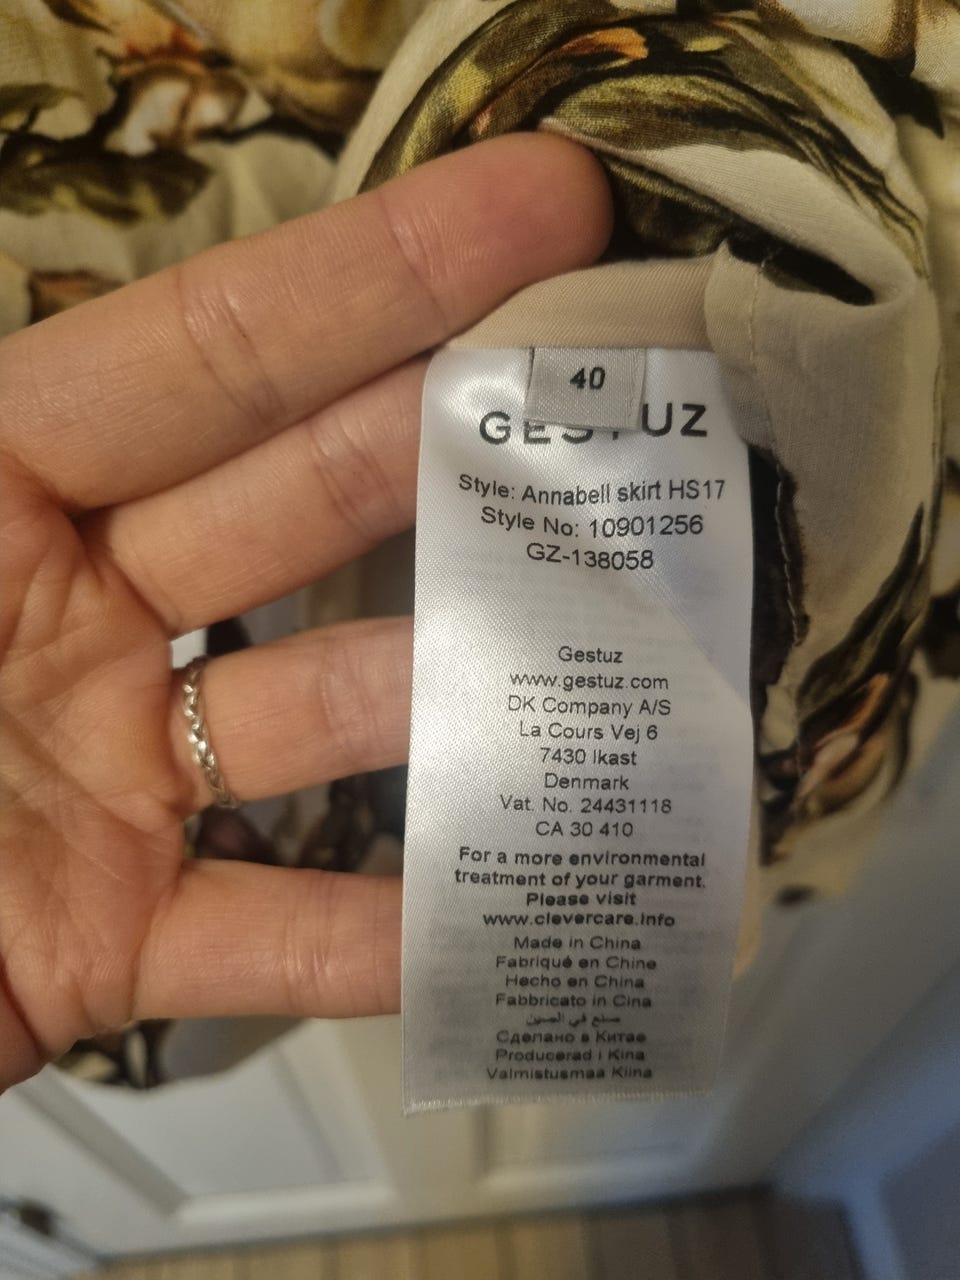 40
GESTUZ
Style: Annabell skirt HS17
Style No: 10901256
GZ-138058
Gestuz
www.gestuz.com
DK Company A/S
La Cours Vej 6
7430 Ikast
Denmark
Vat. No. 24431118
CA 30 410
For a more environmental
treatment of your garment.
Please visit
www.clevercare.info
Made in China
Fabriqué en Chine
Hecho en China
Fabbricato in Cina
صنع في الصين
Сделано в Китае
Producerad i Kina
Valmistusmaa Kiina